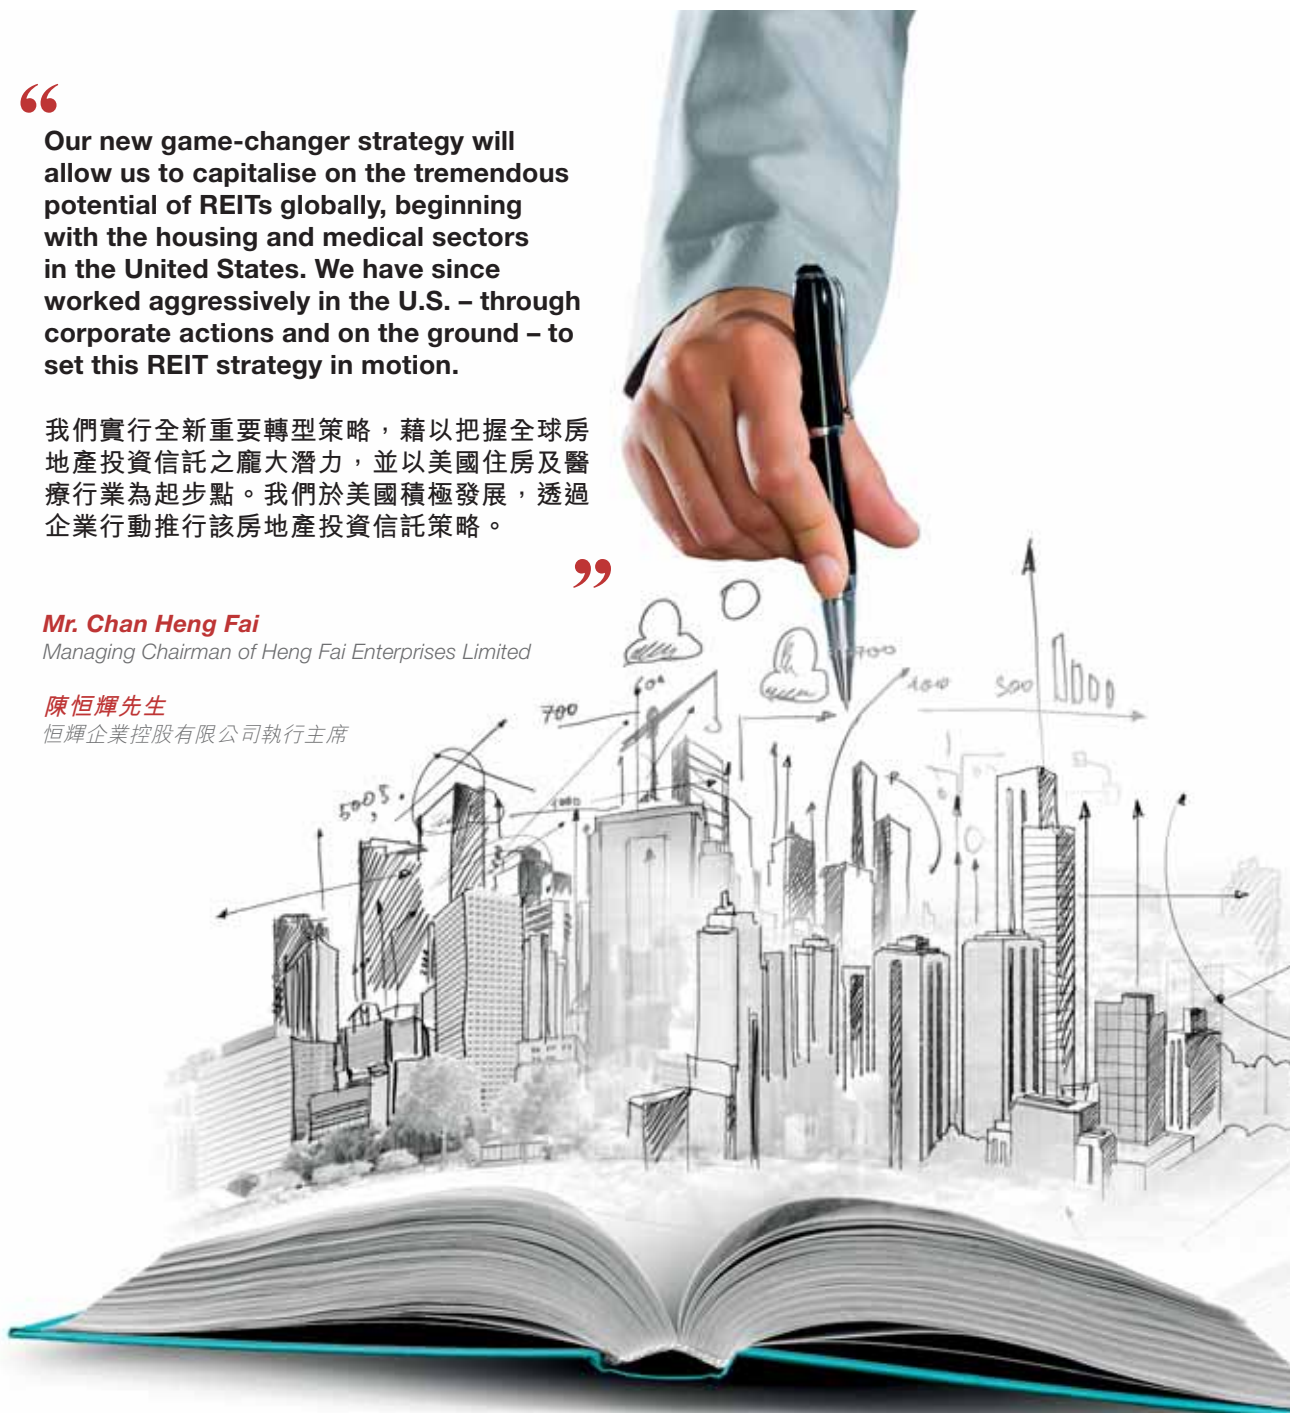 “
Our new game-changer strategy will
allow us to capitalise on the tremendous
potential of REITs globally, beginning
with the housing and medical sectors
in the United States. We have since
worked aggressively in the U.S. – through
corporate actions and on the ground – to
set this REIT strategy in motion.
我們實行全新重要轉型策略，藉以把握全球房
地產投資信託之龐大潛力，並以美國住房及醫
療行業為起步點。我們於美國積極發展，透過
企業行動推行該房地產投資信託策略。
”
Mr. Chan Heng Fai
Managing Chairman of Heng Fai Enterprises Limited
陳恒輝先生
恒輝企業控股有限公司執行主席
700
700
500
1000